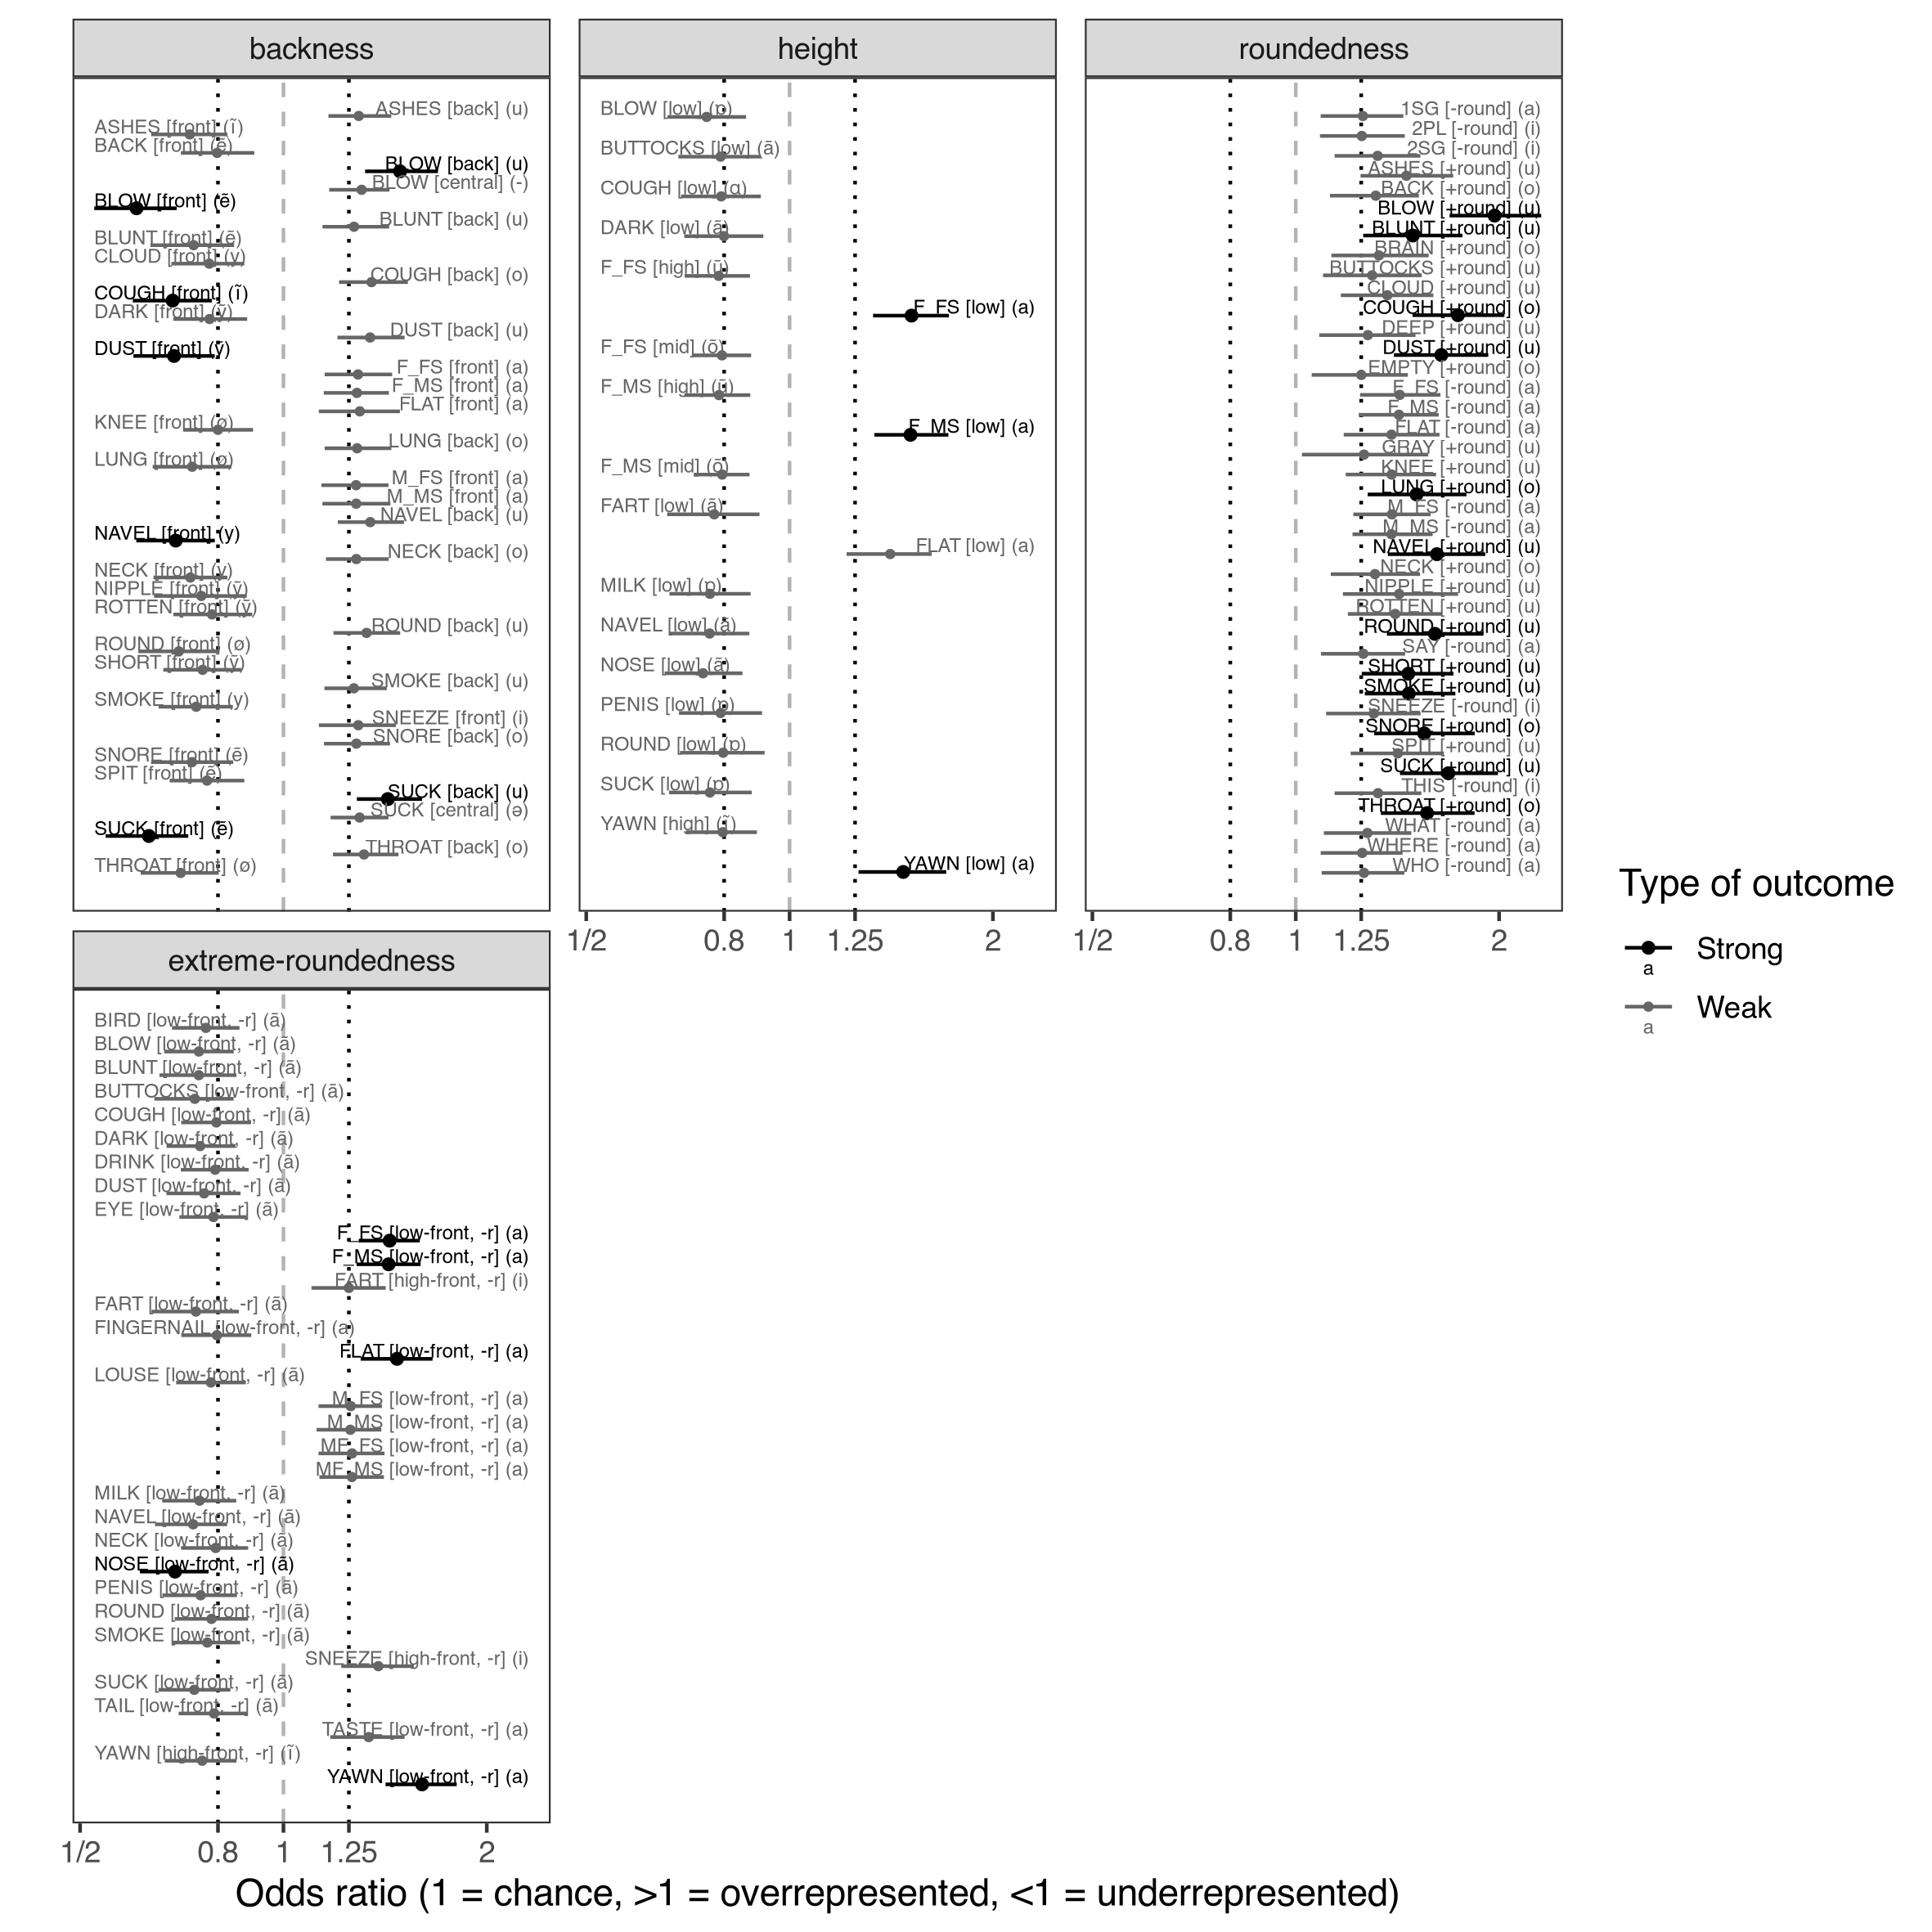 backness
ASHES [back] (u)
ASHES [front] (ĩ)
BACK [front] (ẽ)
BLOW [back] (u)
BLOW [central] (-)
BLOW [front] (ẽ)
BLUNT [back] (u)
BLUNT [front] (ẽ)
CLOUD [front] (y)
COUGH [back] (o)
COUGH [front] (ĩ)
DARK [front] (ỹ)
DUST [back] (u)
DUST [front] (ỹ)
F_FS [front] (a)
F_MS [front] (a)
FLAT [front] (a)
KNEE [front] (ø)
LUNG [back] (o)
LUNG [front] (ø)
M_FS [front] (a)
M_MS [front] (a)
NAVEL [back] (u)
NAVEL [front] (y)
NECK [back] (o)
NECK [front] (y)
NIPPLE [front] (ỹ)
ROTTEN [front] (ỹ)
ROUND [back] (u)
ROUND [front] (ø)
SHORT [front] (ỹ)
SMOKE [back] (u)
SMOKE [front] (y)
SNEEZE [front] (i)
SNORE [back] (o)
SNORE [front] (ẽ)
SPIT [front] (ẽ)
SUCK [back] (u)
SUCK [central] (ə)
SUCK [front] (ẽ)
THROAT [back] (o)
THROAT [front] (ø)
height
BLOW [low]
BUTTOCKS [low] (ã)
COUGH [low] (ɑ)
DARK [low] (ã)
F_FS [high] (ũ)
F_FS [low] (a)
F_FS [mid] (õ)
F_MS [high] (ũ)
F_MS [low] (a)
F_MS [mid] (õ)
FART [low] (ã)
FLAT [low] (a)
MILK [low]
NAVEL [low] (ã)
NOSE [low] (ã)
PENIS [low]
ROUND [low]
SUCK [low]
YAWN [high] (ĩ)
YAWN [low] (a)
1/2 0.8 1 1.25 2
roundedness
1SG [-round] (a)
2PL [-round] (i)
2SG [-round] (i)
ASHES [+round] (u)
BACK [+round] (o)
BLOW [+round] (u)
BLUNT [+round] (u)
BRAIN [+round] (o)
BUTTOCKS [+round] (u)
CLOUD [+round] (u)
COUGH [+round] (o)
DEEP [+round] (u)
DUST [+round] (u)
EMPTY [+round] (o)
F_FS [-round] (a)
F_MS [-round] (a)
FLAT [-round] (a)
GRAY [+round] (u)
KNEE [+round] (u)
LUNG [+round] (o)
M_FS [-round] (a)
M_MS [-round] (a)
NAVEL [+round] (u)
NECK [+round] (o)
NIPPLE [+round] (u)
ROTTEN [+round] (u)
ROUND [+round] (u)
SAY [-round] (a)
SHORT [+round] (u)
SMOKE [+round] (u)
SNEEZE [-round] (i)
SNORE [+round] (o)
SPIT [+round] (u)
SUCK [+round] (u)
THIS [-round] (i)
THROAT [+round] (o)
WHAT [-round] (a)
WHERE [-round] (a)
WHO [-round] (a)
1/2 0.8 1 1.25 2
extreme-roundedness
BIRD [low-front, -r] (ã)
BLOW [low-front, -r] (ã)
BLUNT [low-front, -r] (ã)
BUTTOCKS [low-front, -r] (ã)
COUGH [low-front, -r] (ã)
DARK [low-front, -r] (ã)
DRINK [low-front, -r] (ã)
DUST [low-front, -r] (ã)
EYE [low-front, -r] (ã)
F_FS [low-front, -r] (a)
F_MS [low-front, -r] (a)
FART [high-front, -r] (i)
FART [low-front, -r] (ã)
FINGERNAIL [low-front, -r] (a)
FLAT [low-front, -r] (a)
LOUSE [low-front, -r] (ã)
M_FS [low-front, -r] (a)
M_MS [low-front, -r] (a)
MF_FS [low-front, -r] (a)
MF_MS [low-front, -r] (a)
MILK [low-front, -r] (ã)
NAVEL [low-front, -r] (ã)
NECK [low-front, -r] (ã)
NOSE [low-front, -r] (ã)
PENIS [low-front, -r] (ã)
ROUND [low-front, -r] (ã)
SMOKE [low-front, -r] (ã)
SNEEZE [high-front, -r] (i)
SUCK [low-front, -r] (ã)
TAIL [low-front, -r] (ã)
TASTE [low-front, -r] (a)
YAWN [high-front, -r] (ĩ)
YAWN [low-front, -r] (a)
1/2 0.8 1 1.25 2
Odds ratio (1 = chance, >1 = overrepresented, <1 = underrepresented)
Type of outcome
a Strong
a Weak